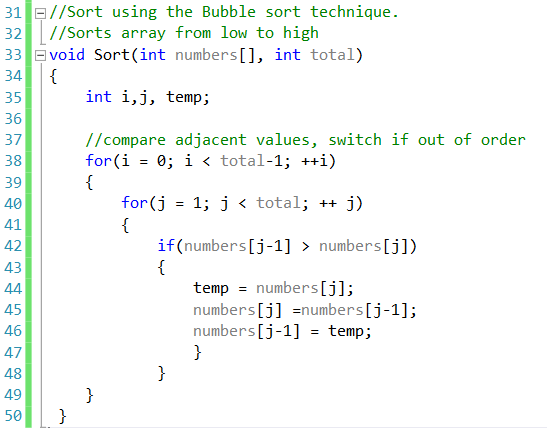 31 //Sort using the Bubble sort technique.
32 //Sorts array from low to high
33 void Sort(int numbers[], int total)
34 {
35     int i,j, temp;
36
37     //compare adjacent values, switch if out of order
38     for(i = 0; i < total-1; ++i)
39     {
40         for(j = 1; j < total; ++ j)
41         {
42             if(numbers[j-1] > numbers[j])
43             {
44                 temp = numbers[j];
45                 numbers[j] =numbers[j-1];
46                 numbers[j-1] = temp;
47                 }
48             }
49     }
50  }